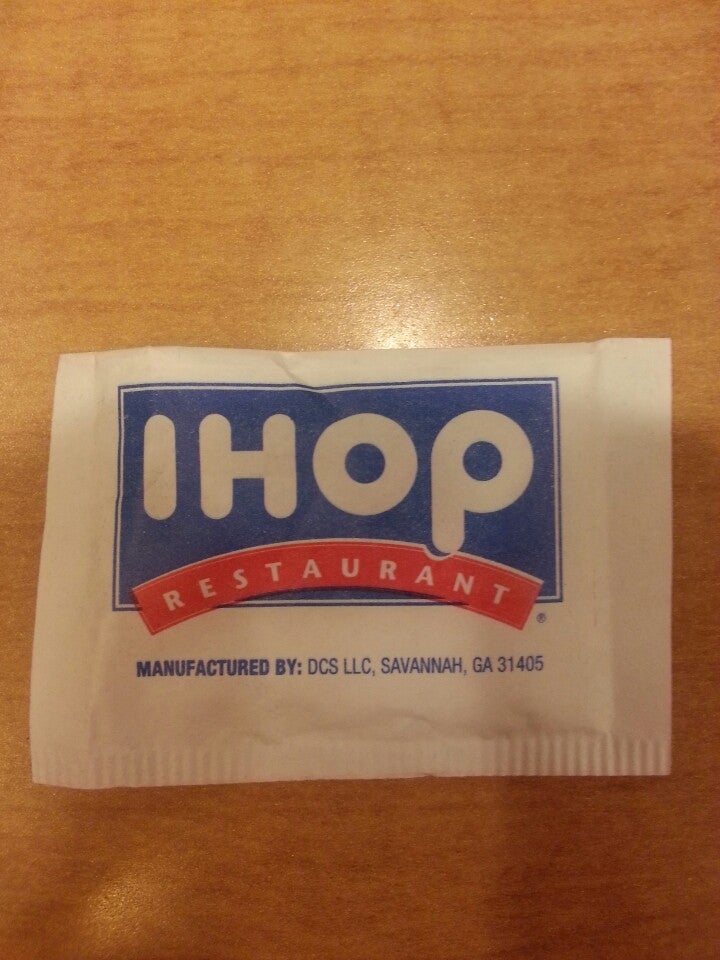 IHOP
RESTAURANT
®
MANUFACTURED BY: DCS LLC, SAVANNAH, GA 31405